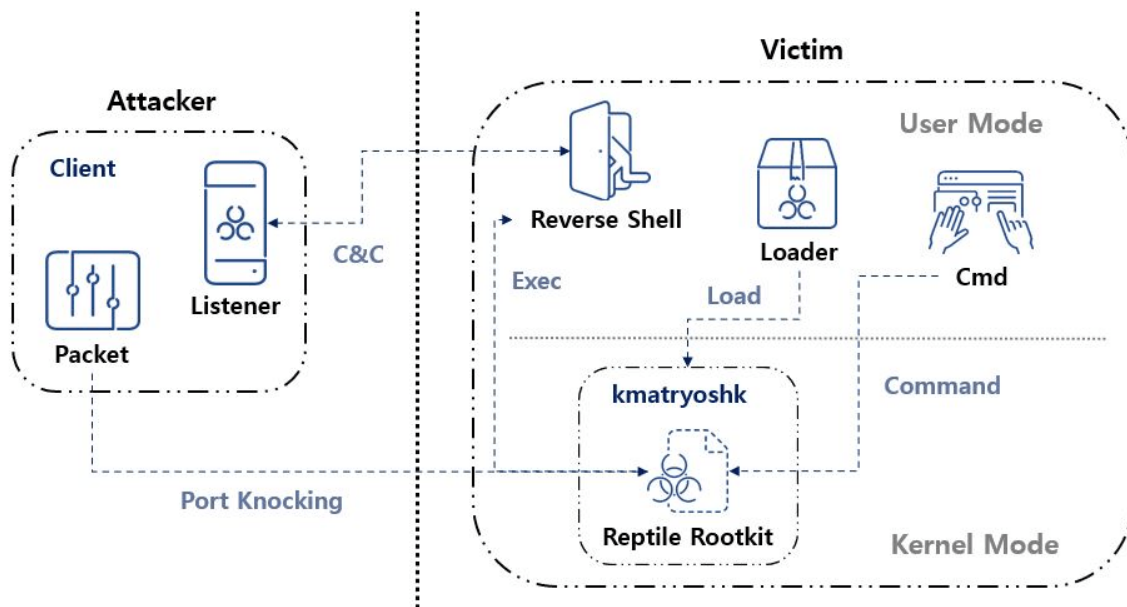 Victim
Attacker
User Mode
Client
Reverse Shell
Loader
C&C
Cmd
Exec
Listener
Load
Packet
Command
kmatryoshk
Port Knocking
Reptile Rootkit
Kernel Mode